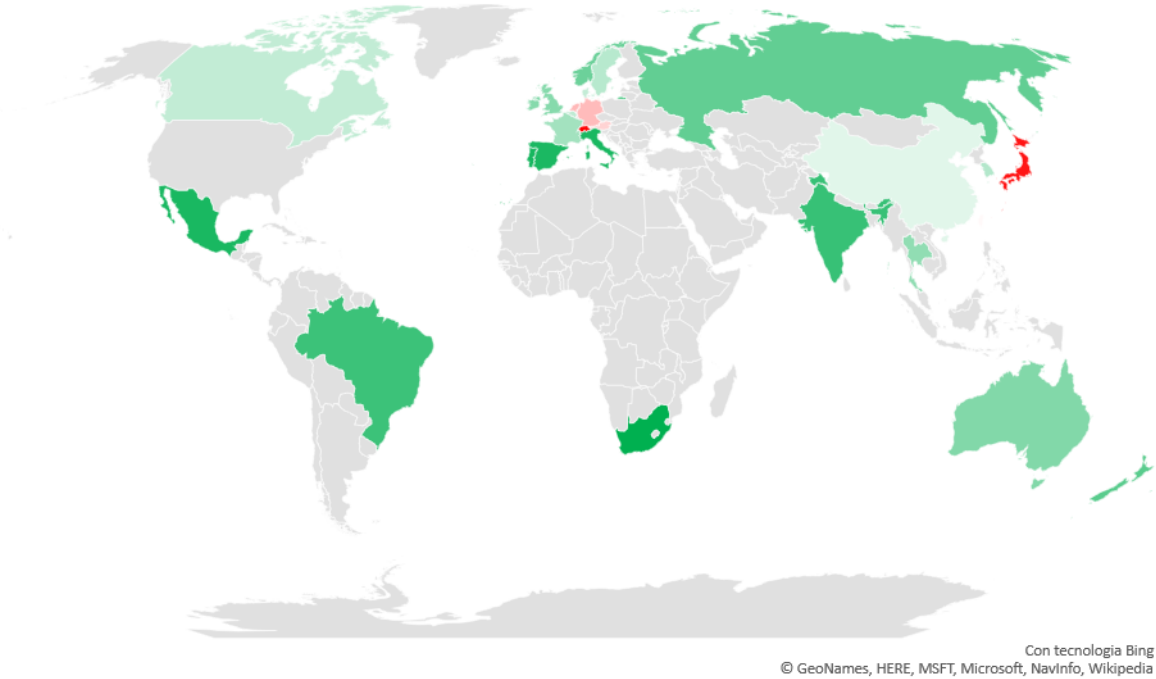 Con tecnologia Bing
© GeoNames, HERE, MSFT, Microsoft, NavInfo, Wikipedia